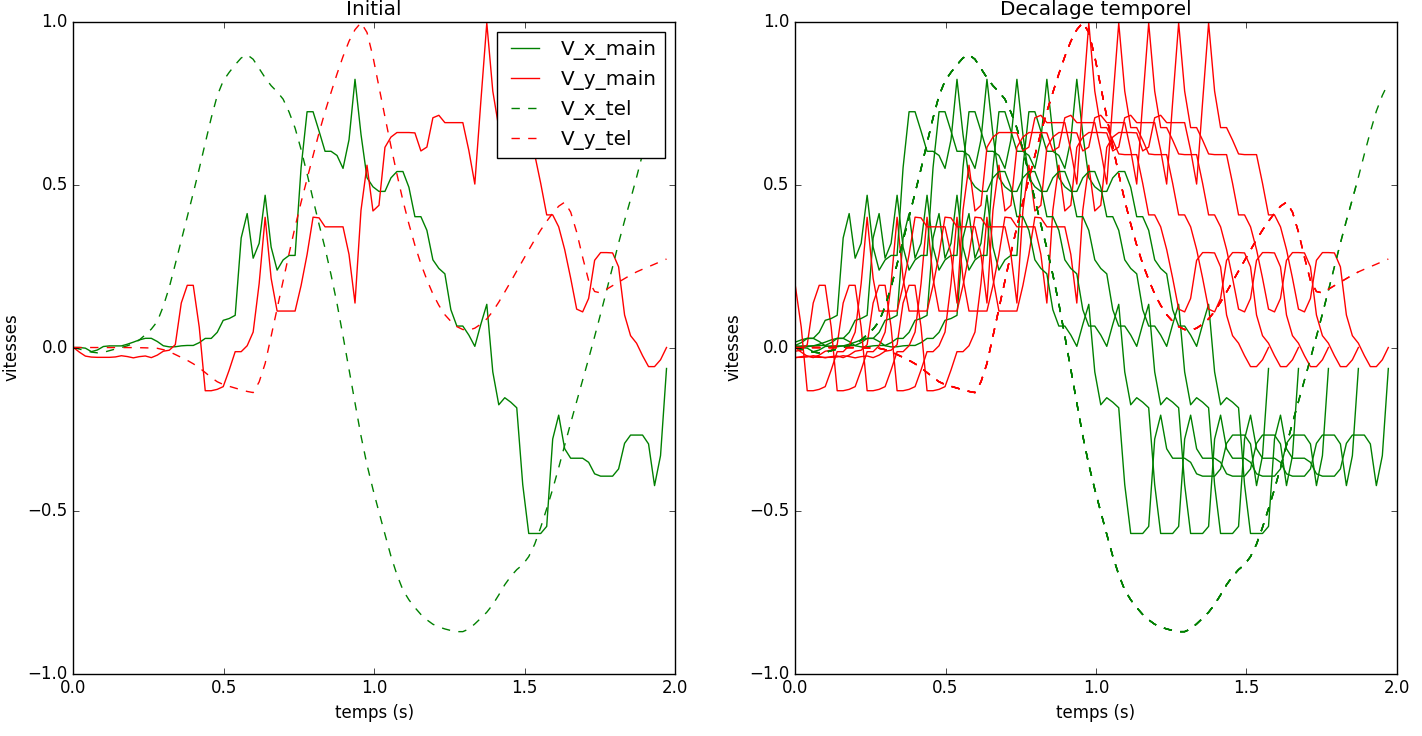 Initial
1.0
0.5
0.0
−0.5
−1.0
vitesses
0.0 0.5 1.0 1.5 2.0
temps (s)
V_x_main
V_y_main
V_x_tel
V_y_tel
Decalage temporel
1.0
0.5
0.0
−0.5
−1.0
vitesses
0.0 0.5 1.0 1.5 2.0
temps (s)